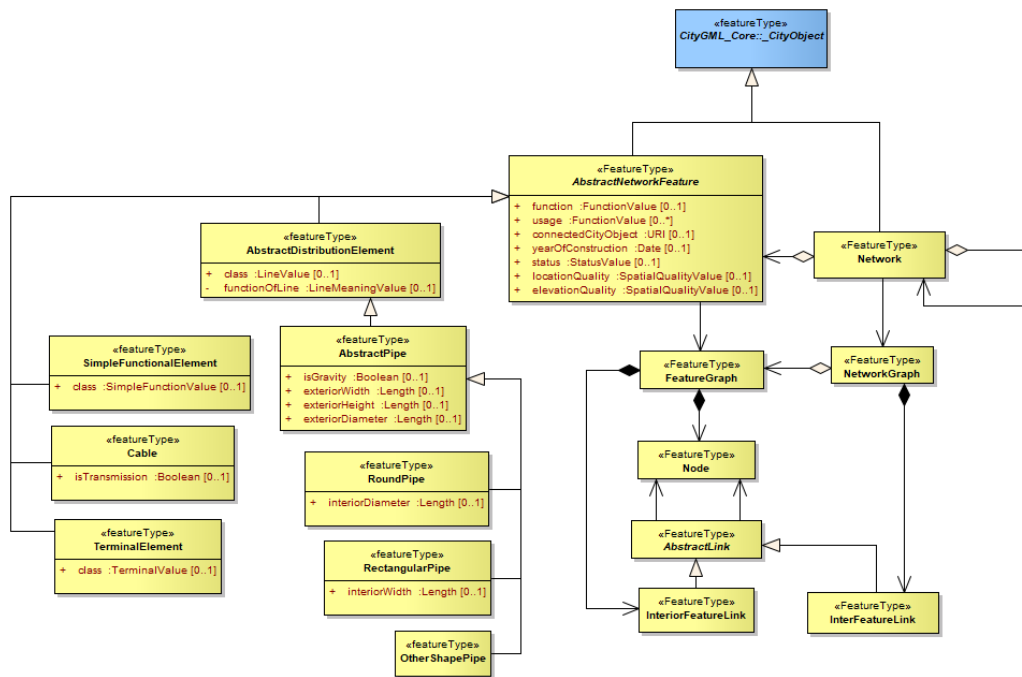 «featureType»
CityGML_Core::_CityObject
«FeatureType»
AbstractNetworkFeature
+ function :FunctionValue [0..1]
+ usage :FunctionValue [0..*]
+ connectedCityObject :URI [0..1]
+ yearOfConstruction :Date [0..1]
+ status :StatusValue [0..1]
+ locationQuality :SpatialQualityValue [0..1]
+ elevationQuality :SpatialQualityValue [0..1]
«featureType»
AbstractDistributionElement
+ class :LineValue [0..1]
- functionOfLine :LineMeaningValue [0..1]
«FeatureType»
Network
«featureType»
AbstractPipe
+ isGravity :Boolean [0..1]
+ exteriorWidth :Length [0..1]
+ exteriorHeight :Length [0..1]
+ exteriorDiameter :Length [0..1]
«featureType»
SimpleFunctionalElement
+ class :SimpleFunctionValue [0..1]
«FeatureType»
FeatureGraph
«FeatureType»
NetworkGraph
«featureType»
Cable
+ isTransmission :Boolean [0..1]
«featureType»
RoundPipe
+ interiorDiameter :Length [0..1]
«FeatureType»
Node
«featureType»
TerminalElement
+ class :TerminalValue [0..1]
«featureType»
RectangularPipe
+ interiorWidth :Length [0..1]
«FeatureType»
AbstractLink
«FeatureType»
InteriorFeatureLink
«FeatureType»
InterFeatureLink
«featureType»
OtherShapePipe